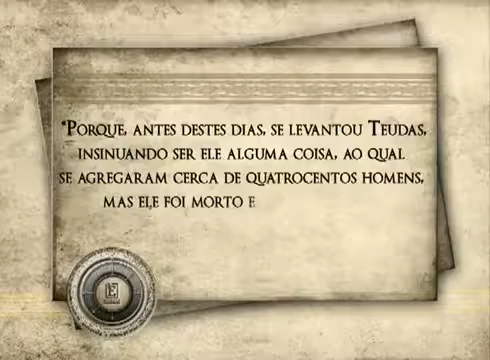 "Porque, antes destes dias, se levantou Teudas,
insinuando ser ele alguma coisa, ao qual
se agregaram cerca de quatrocentos homens,
mas ele foi morto e